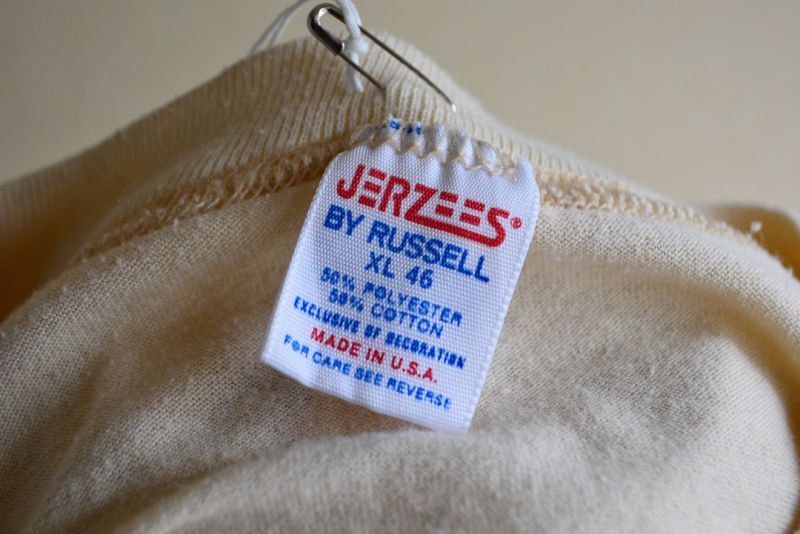 JERZEES®
BY RUSSELL
XL 46
50% POLYESTER
50% COTTON
EXCLUSIVE OF DECORATION
MADE IN U.S.A.
FOR CARE SEE REVERSE